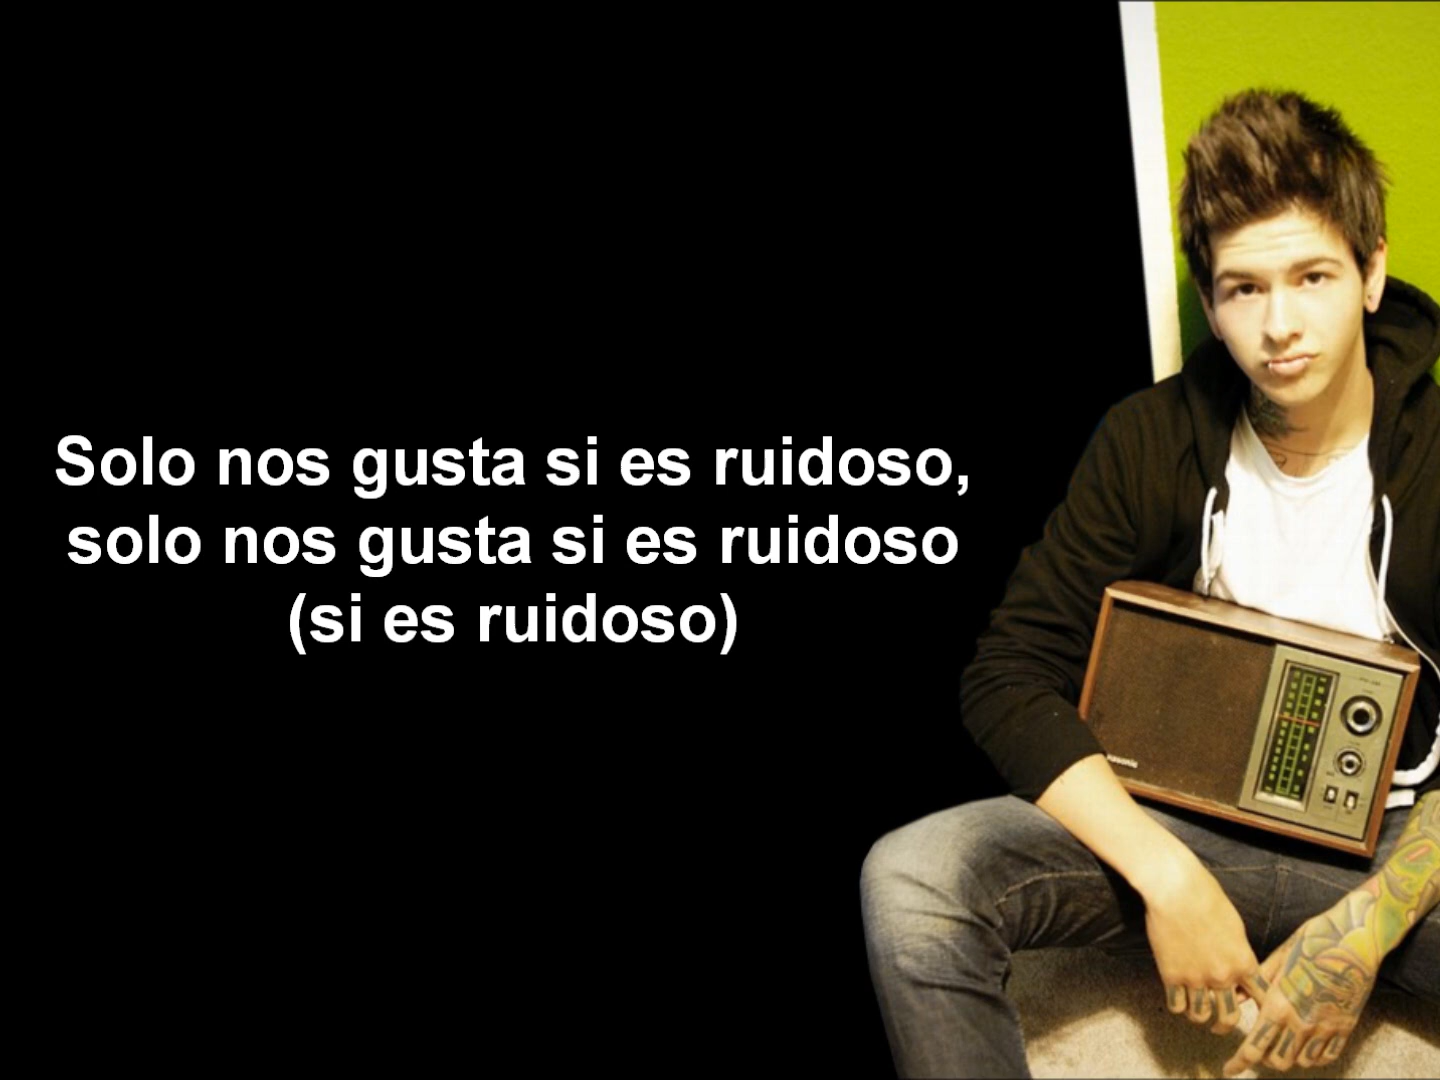 Solo nos gusta si es ruidoso,
solo nos gusta si es ruidoso
(si es ruidoso)